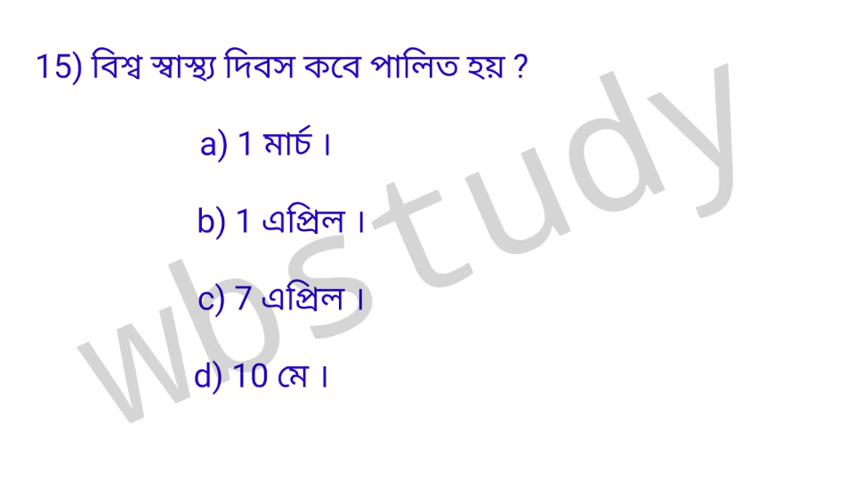 15) বিশ্ব স্বাস্থ্য দিবস কবে পালিত হয় ?
a) 1 মার্চ ।
b) 1 এপ্রিল ।
c) 7 এপ্রিল ।
d) 10 মে ।
wbstudy